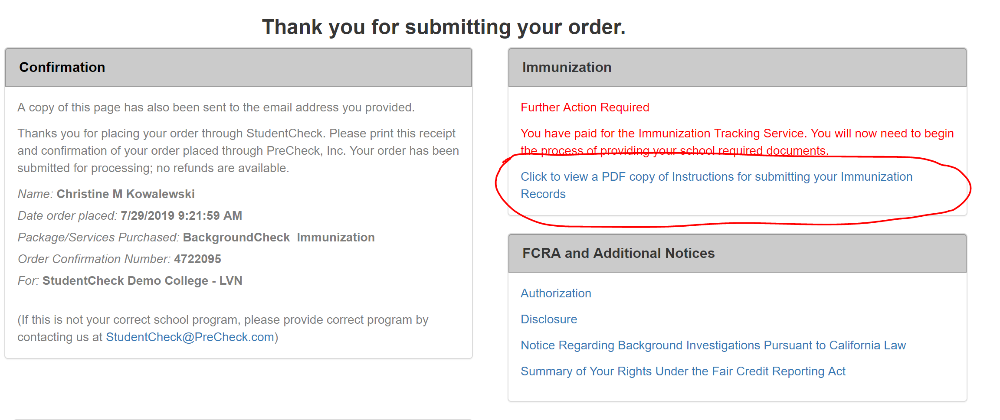 Thank you for submitting your order.
Confirmation
A copy of this page has also been sent to the email address you provided.
Thanks you for placing your order through StudentCheck. Please print this receipt
and confirmation of your order placed through PreCheck, Inc. Your order has been
submitted for processing; no refunds are available.
Name: Christine M Kowalewski
Date order placed: 7/29/2019 9:21:59 AM
Package/Services Purchased: BackgroundCheck  Immunization
Order Confirmation Number: 4722095
For: StudentCheck Demo College - LVN
(If this is not your correct school program, please provide correct program by
contacting us at StudentCheck@PreCheck.com)
Immunization
Further Action Required
You have paid for the Immunization Tracking Service. You will now need to begin
the process of providing your school required documents.
Click to view a PDF copy of Instructions for submitting your Immunization
Records
FCRA and Additional Notices
Authorization
Disclosure
Notice Regarding Background Investigations Pursuant to California Law
Summary of Your Rights Under the Fair Credit Reporting Act